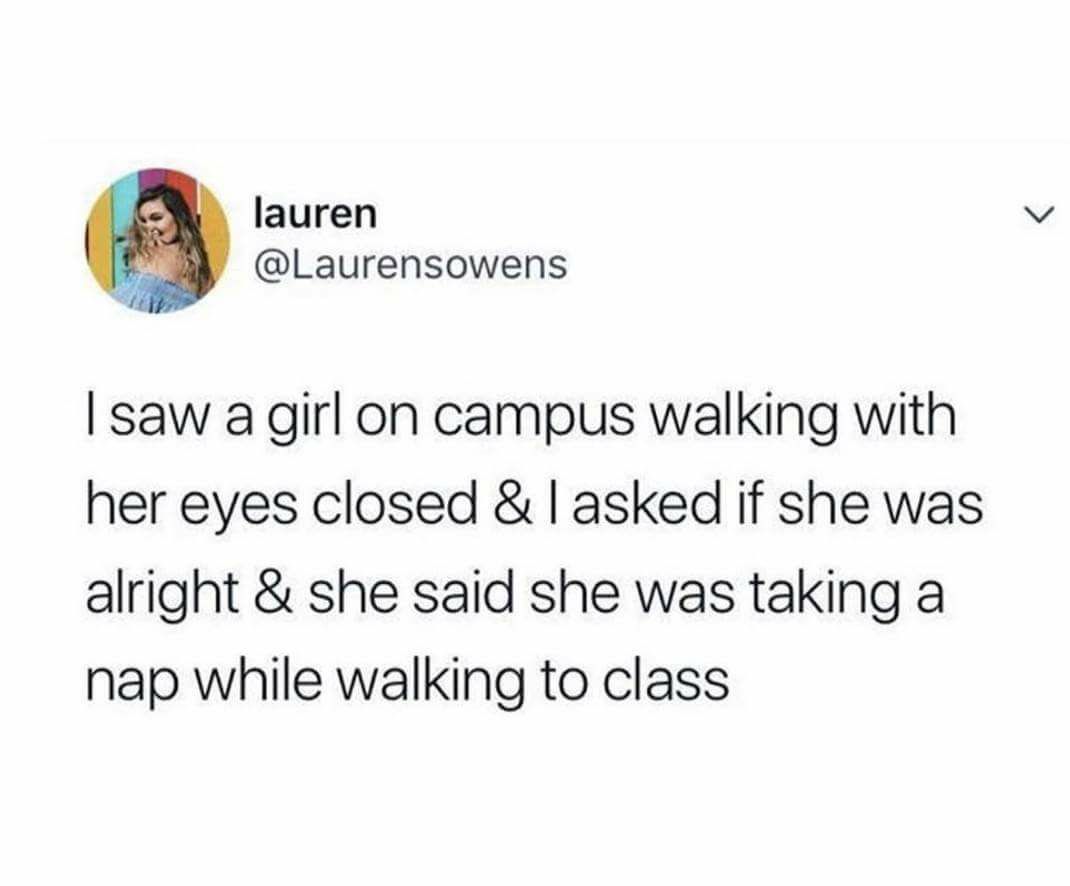 lauren
@Laurensowens
I saw a girl on campus walking with
her eyes closed & I asked if she was
alright & she said she was taking a
nap while walking to class